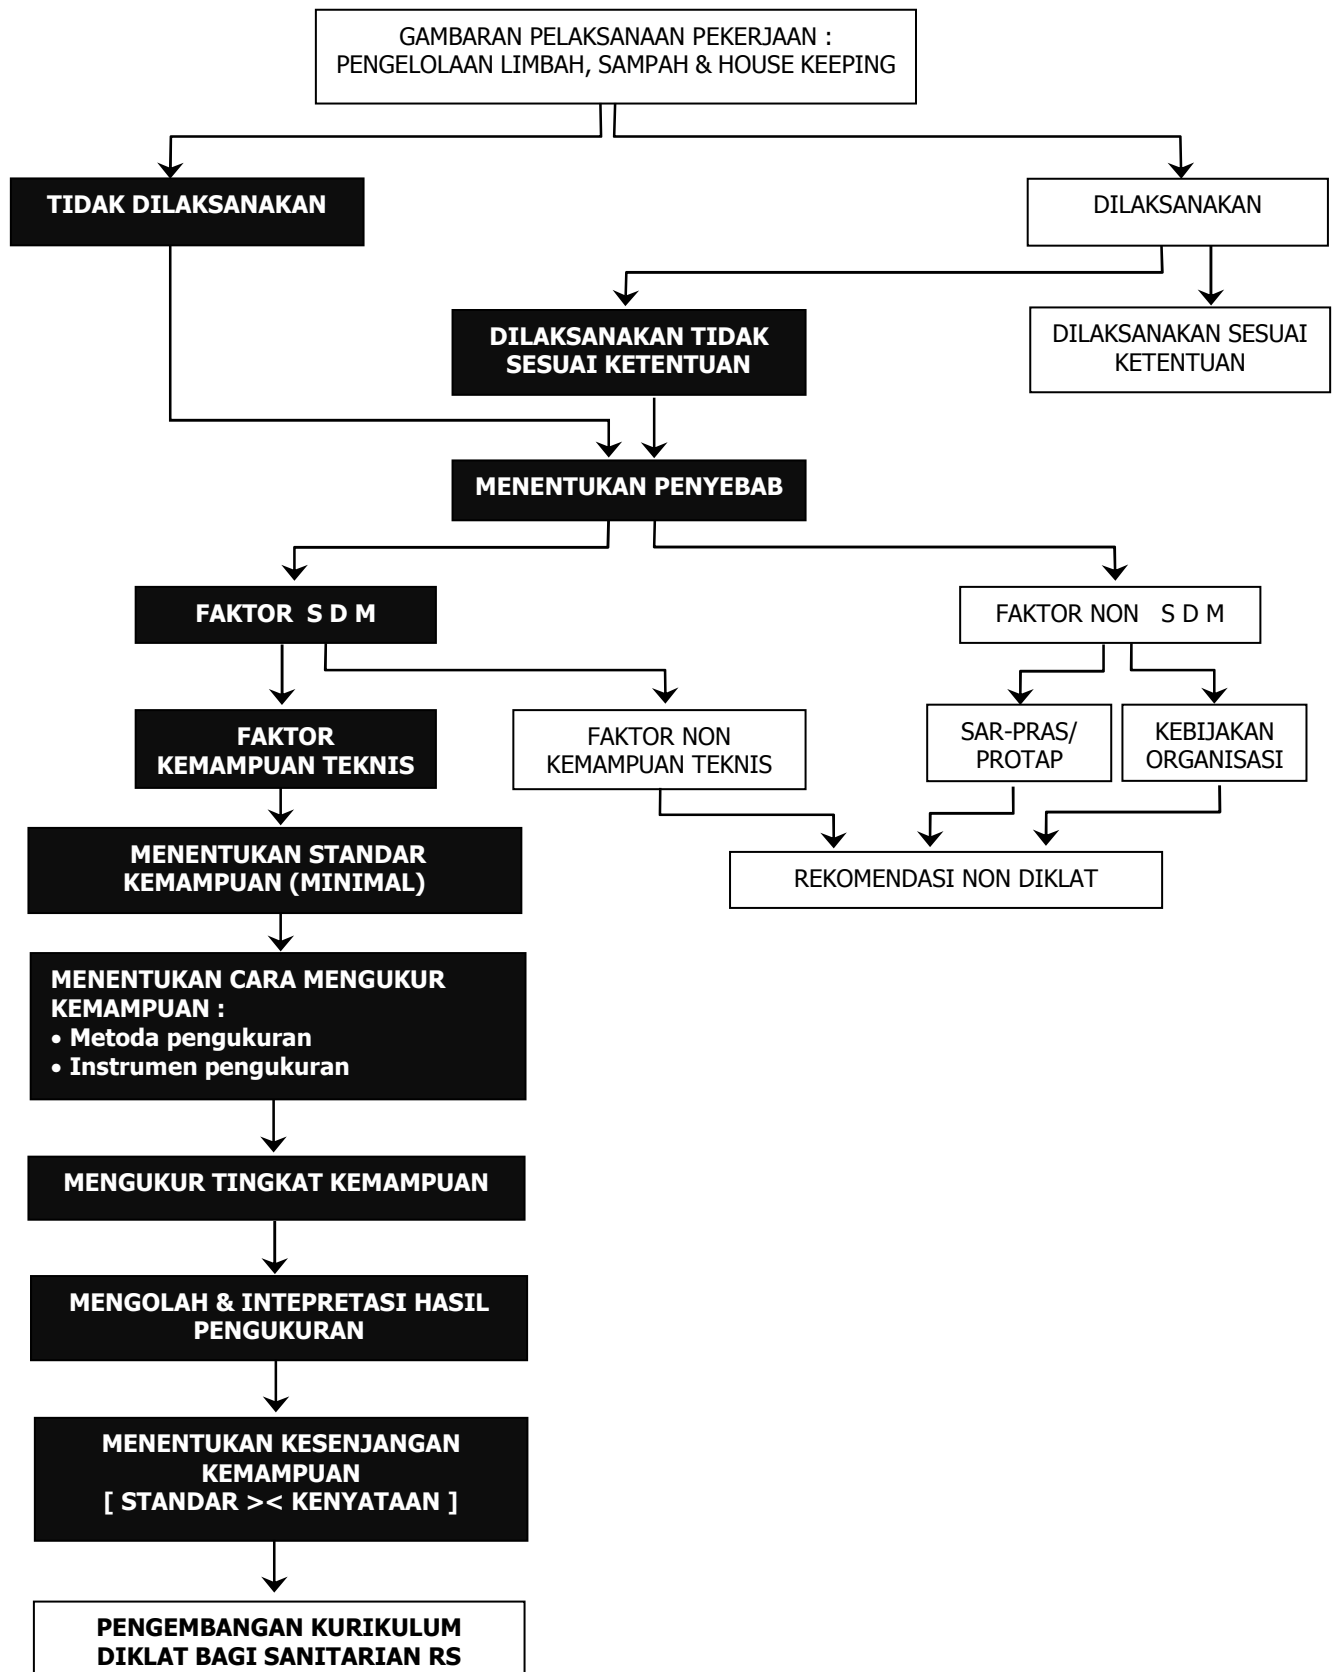 GAMBARAN PELAKSANAAN PEKERJAAN :
PENGELOLAAN LIMBAH, SAMPAH & HOUSE KEEPING
TIDAK DILAKSANAKAN
DILAKSANAKAN
DILAKSANAKAN TIDAK
SESUAI KETENTUAN
DILAKSANAKAN SESUAI
KETENTUAN
MENENTUKAN PENYEBAB
FAKTOR S D M
FAKTOR NON S D M
FAKTOR
KEMAMPUAN TEKNIS
FAKTOR NON
KEMAMPUAN TEKNIS
SAR-PRAS/
PROTAP
KEBIJAKAN
ORGANISASI
MENENTUKAN STANDAR
KEMAMPUAN (MINIMAL)
REKOMENDASI NON DIKLAT
MENENTUKAN CARA MENGUKUR
KEMAMPUAN :
• Metoda pengukuran
• Instrumen pengukuran
MENGUKUR TINGKAT KEMAMPUAN
MENGOLAH & INTEPRETASI HASIL
PENGUKURAN
MENENTUKAN KESENJANGAN
KEMAMPUAN
[ STANDAR >< KENYATAAN ]
PENGEMBANGAN KURIKULUM
DIKLAT BAGI SANITARIAN RS